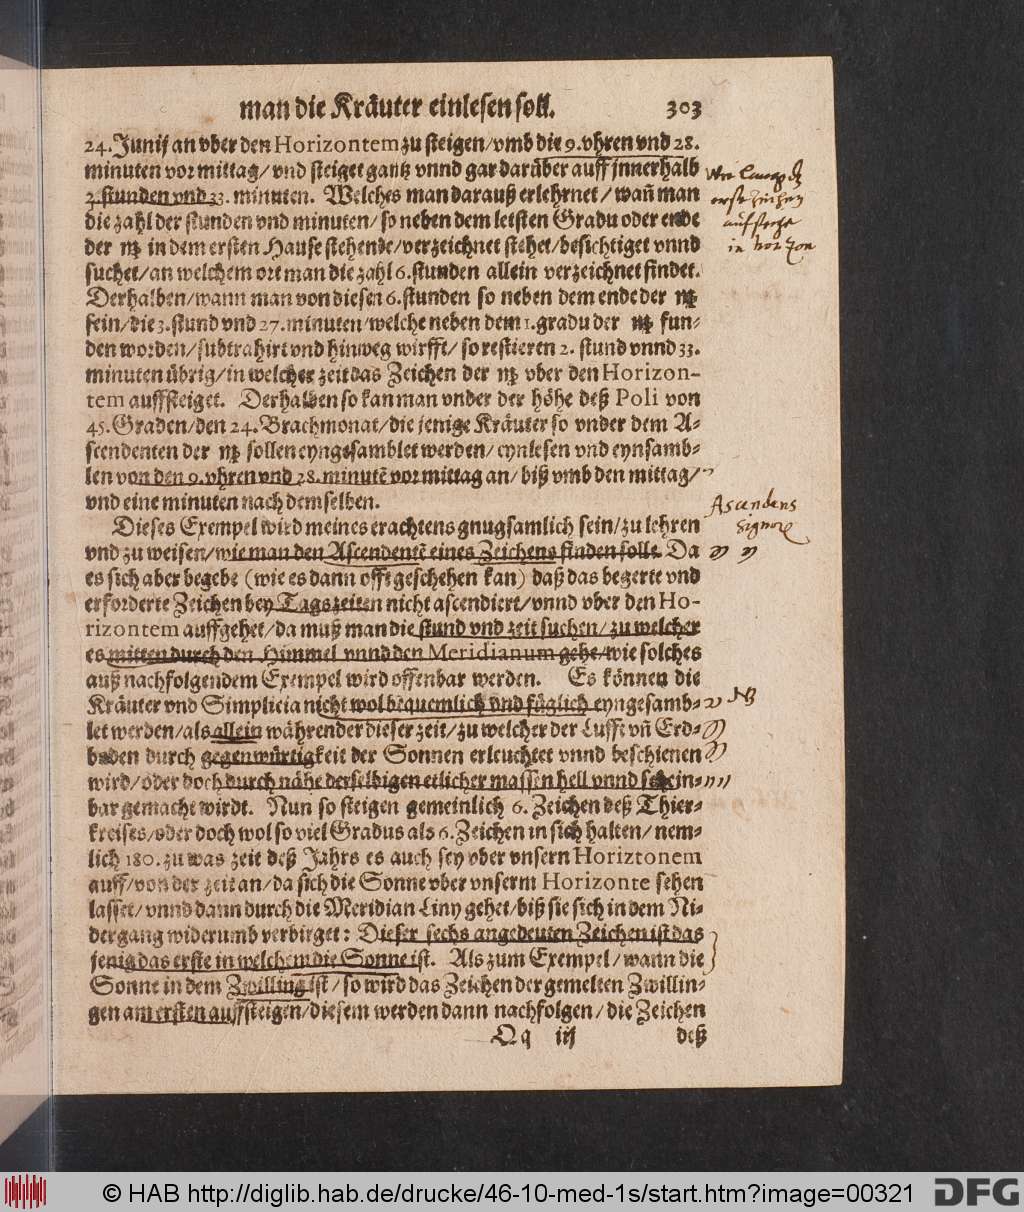 man die Kräuter einlesen soll. 303
24. Junij an vber den Horizontem zu steigen/vmb die 9. vhren vnd 28.
minuten vor mittag/vnd steiget gantz vnnd gar darüber auff jnnerhalb
2. stunden vnd 33. minuten. Welches man darauß erlehrnet/wañ man
die zahl der stunden vnd minuten/so neben dem letsten Gradu oder ende
der ♍ in dem ersten Hause stehende/verzeichnet stehet/besichtiget vnnd
suchet/an welchem ort man die zahl 6. stunden allein verzeichnet findet.
Derhalben/wann man von diesen 6. stunden so neben dem ende der ♍
sein/die 3. stund vnd 27. minuten/welche neben dem 1. gradu der ♍ fun-
den worden/subtrahirt vnd hinweg wirfft/so restieren 2. stund vnnd 33.
minuten übrig/in welcher zeit das Zeichen der ♍ vber den Horizon-
tem auffsteiget. Derhalben so kan man vnder der höhe deß Poli von
45. Graden/den 24. Brachmonat/die jenige Kräuter so vnder dem A-
scendenten der ♍ sollen eyngesamblet werden/eynlesen vnd eynsamb-
len von den 9. vhren vnd 28. minutē vor mittag an/biß vmb den mittag/
vnd eine minuten nach demselben.
Dieses Exempel wird meines erachtens gnugsamlich sein/zu lehren
vnd zu weisen/wie man den Ascendentē eines Zeichens finden solle. Da
es sich aber begebe (wie es dann offt geschehen kan) daß das begerte vnd
erforderte Zeichen bey Tagszeiten nicht ascendiert/vnnd vber den Ho-
rizontem auffgehet/da muß man die stund vnd zeit suchen/zu welcher
es mitten durch den Himmel vnnd den Meridianum gehe/wie solches
auß nachfolgendem Exempel wird offenbar werden. Es können die
Kräuter vnd Simplicia nicht wol bequemlich vnd füglich eyngesamb-
let werden/als allein währender dieser zeit/zu welcher der Lufft vñ Erd-
boden durch gegenwürtigkeit der Sonnen erleuchtet vnnd beschienen
wird/oder doch durch nähe derselbigen etlicher massen hell vnnd schein-
bar gemacht wirdt. Nun so steigen gemeinlich 6. Zeichen deß Thier-
kreises/oder doch wol so viel Gradus als 6. Zeichen in sich halten/nem-
lich 180. zu was zeit deß Jahrs es auch sey vber vnsern Horiztonem
auff/von der zeit an/da sich die Sonne vber vnserm Horizonte sehen
lasset/vnnd dann durch die Meridian Liny gehet/biß sie sich in dem Ni-
dergang widerumb verbirget: Dieser sechs angedeuten Zeichen ist das
jenig das erste in welchem die Sonne ist. Als zum Exempel/wann die
Sonne in dem Zwilling ist/so wird das Zeichen der gemelten Zwillin-
gen am ersten auffsteigen/diesem werden dann nachfolgen/die Zeichen
Qq iij deß
Ascendens
signorum
© HAB http://diglib.hab.de/drucke/46-10-med-1s/start.htm?image=00321
DFG